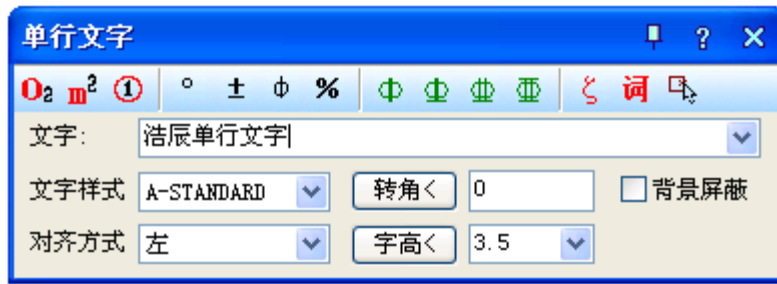 单行文字 ? ×
O₂ m² ① ° ± φ % ζ 词
文字: 浩辰单行文字
文字样式 A-STANDARD 转角< 0 背景屏蔽
对齐方式 左 字高< 3.5